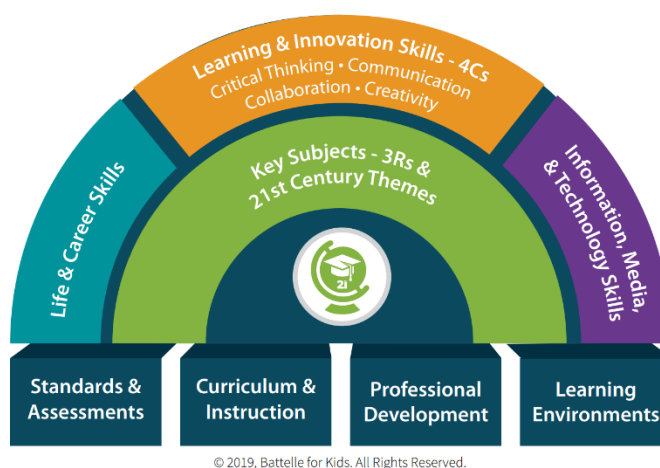 Learning & Innovation Skills - 4Cs
Critical Thinking • Communication
Collaboration • Creativity
Life & Career Skills
Key Subjects - 3Rs &
21st Century Themes
Information, Media,
& Technology Skills
21
Standards &
Assessments
Curriculum &
Instruction
Professional
Development
Learning
Environments
© 2019, Battelle for Kids. All Rights Reserved.